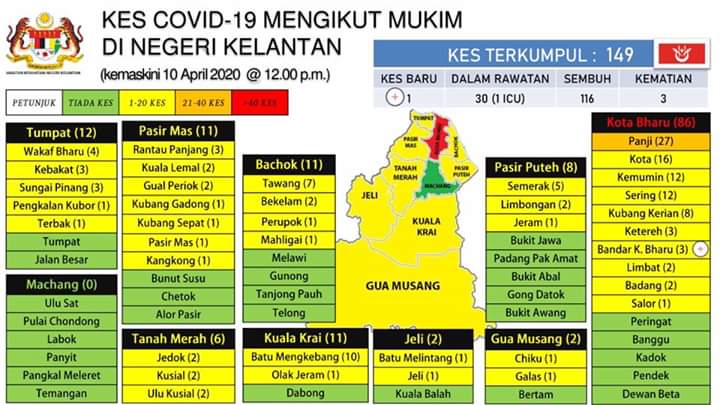 KES COVID-19 MENGIKUT MUKIM
DI NEGERI KELANTAN
(kemaskini 10 April 2020 @ 12.00 p.m.)
KES TERKUMPUL : 149
KES BARU DALAM RAWATAN SEMBUH KEMATIAN
1 30 (1 ICU) 116 3
PETUNJUK TIADA KES 1-20 KES 21-40 KES >40 KES
Tumpat (12)
Wakaf Bharu (4)
Kebakat (3)
Sungai Pinang (3)
Pengkalan Kubor (1)
Terbak (1)
Tumpat
Jalan Besar
Machang (0)
Ulu Sat
Pulai Chondong
Labok
Panyit
Pangkal Meleret
Temangan
Pasir Mas (11)
Rantau Panjang (3)
Kuala Lemal (2)
Gual Periok (2)
Kubang Gadong (1)
Kubang Sepat (1)
Pasir Mas (1)
Kangkong (1)
Bunut Susu
Chetok
Alor Pasir
Tanah Merah (6)
Jedok (2)
Kusial (2)
Ulu Kusial (2)
Bachok (11)
Tawang (7)
Bekelam (2)
Perupok (1)
Mahligai (1)
Melawi
Gunong
Tanjong Pauh
Telong
Kuala Krai (11)
Batu Mengkebang (10)
Olak Jeram (1)
Dabong
TUMPAT
PASIR MAS
BACHOK
TANAH MERAH
PASIR PUTEH
MACHANG
JELI
KUALA KRAI
GUA MUSANG
Jeli (2)
Batu Melintang (1)
Jeli (1)
Kuala Balah
Pasir Puteh (8)
Semerak (5)
Limbongan (2)
Jeram (1)
Bukit Jawa
Padang Pak Amat
Bukit Abal
Gong Datok
Bukit Awang
Gua Musang (2)
Chiku (1)
Galas (1)
Bertam
Kota Bharu (86)
Panji (27)
Kota (16)
Kemumin (12)
Sering (12)
Kubang Kerian (8)
Ketereh (3)
Bandar K. Bharu (3)
Limbat (2)
Badang (2)
Salor (1)
Peringat
Banggu
Kadok
Pendek
Dewan Beta